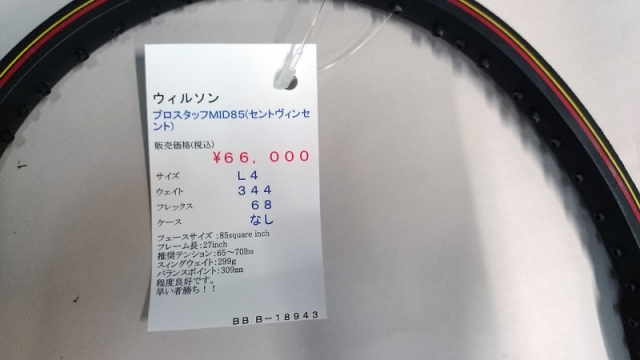 ウィルソン
プロスタッフMID85(セントヴィンセ
ント)
販売価格(税込)
¥66,000
サイズ L4
ウェイト 344
フレックス 68
ケース なし
フェースサイズ:85square inch
フレーム長:27inch
推奨テンション:65～70lbs
スィングウェイト:299g
バランスポイント:309mm
程度良好です。
早い者勝ち!!
BB B-18943